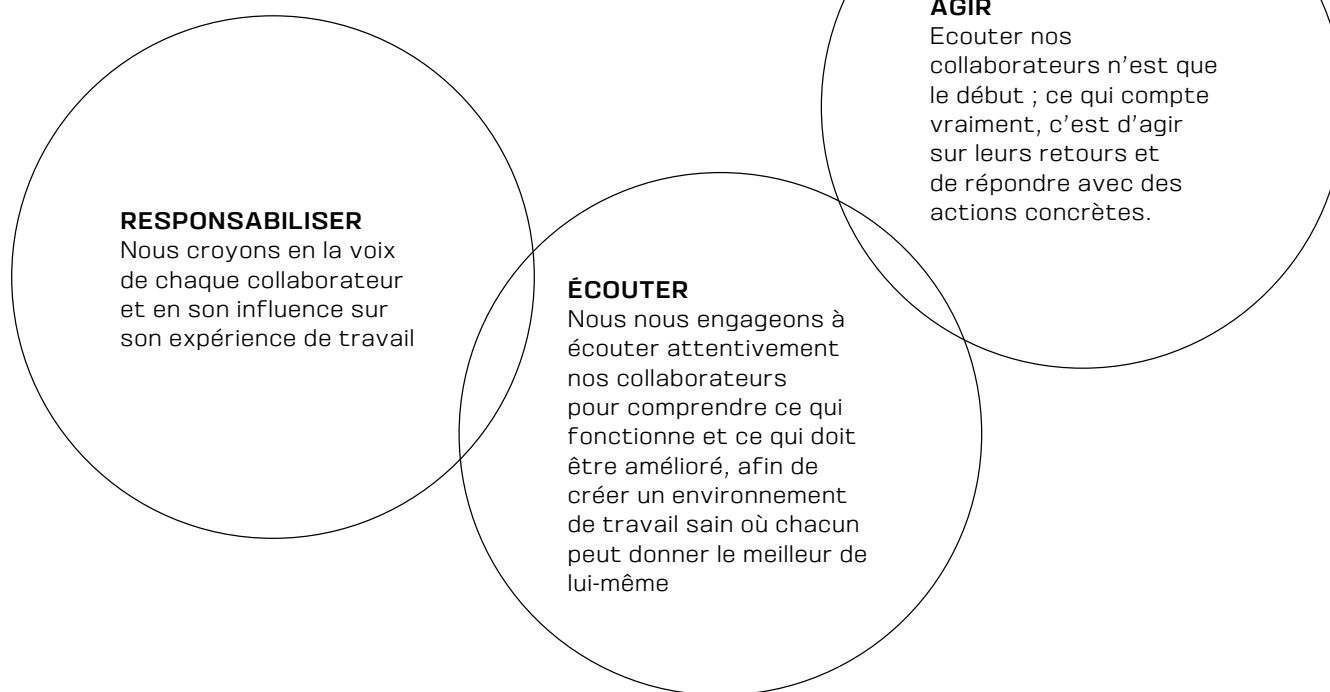 RESPONSABILISER
Nous croyons en la voix
de chaque collaborateur
et en son influence sur
son expérience de travail
ÉCOUTER
Nous nous engageons à
écouter attentivement
nos collaborateurs
pour comprendre ce qui
fonctionne et ce qui doit
être amélioré, afin de
créer un environnement
de travail sain où chacun
peut donner le meilleur de
lui-même
AGIR
Ecouter nos
collaborateurs n’est que
le début ; ce qui compte
vraiment, c’est d’agir
sur leurs retours et
de répondre avec des
actions concrètes.